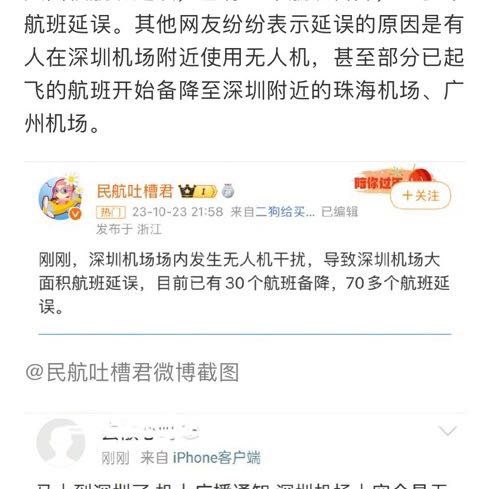 航班延误。其他网友纷纷表示延误的原因是有
人在深圳机场附近使用无人机，甚至部分已起
飞的航班开始备降至深圳附近的珠海机场、广
州机场。
陪你过
民航吐槽君
1
+关注
热门 23-10-23 21:58 来自二狗给买... 已编辑
发布于 浙江
刚刚，深圳机场场内发生无人机干扰，导致深圳机场大
面积航班延误，目前已有30个航班备降，70多个航班延
误。
@民航吐槽君微博截图
刚刚 来自 iPhone客户端